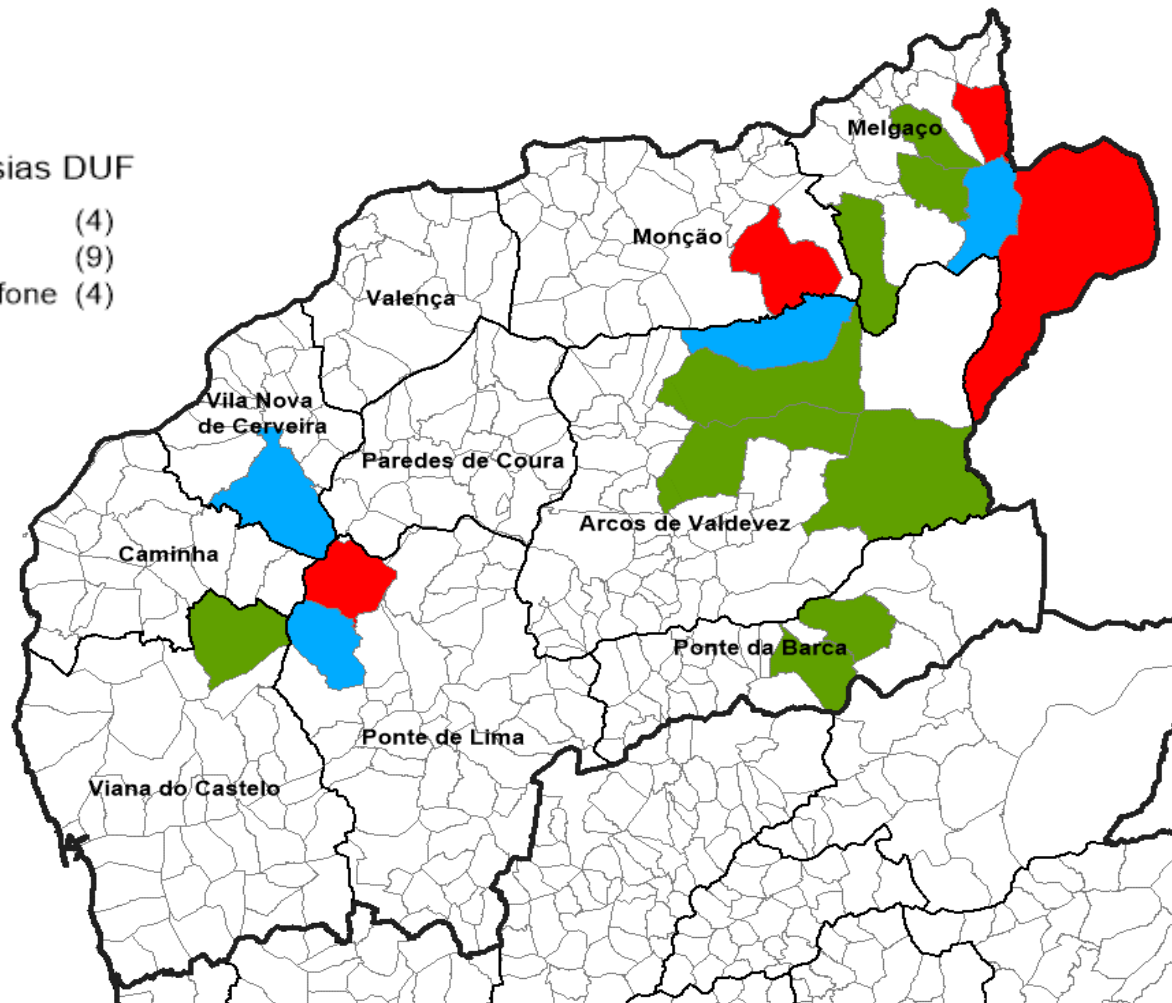 sias DUF
(4)
(9)
fone (4)
Melgaço
Monção
Valença
Vila Nova
de Cerveira
Paredes de Coura
Arcos de Valdevez
Caminha
Ponte da Barca
Ponte de Lima
Viana do Castelo